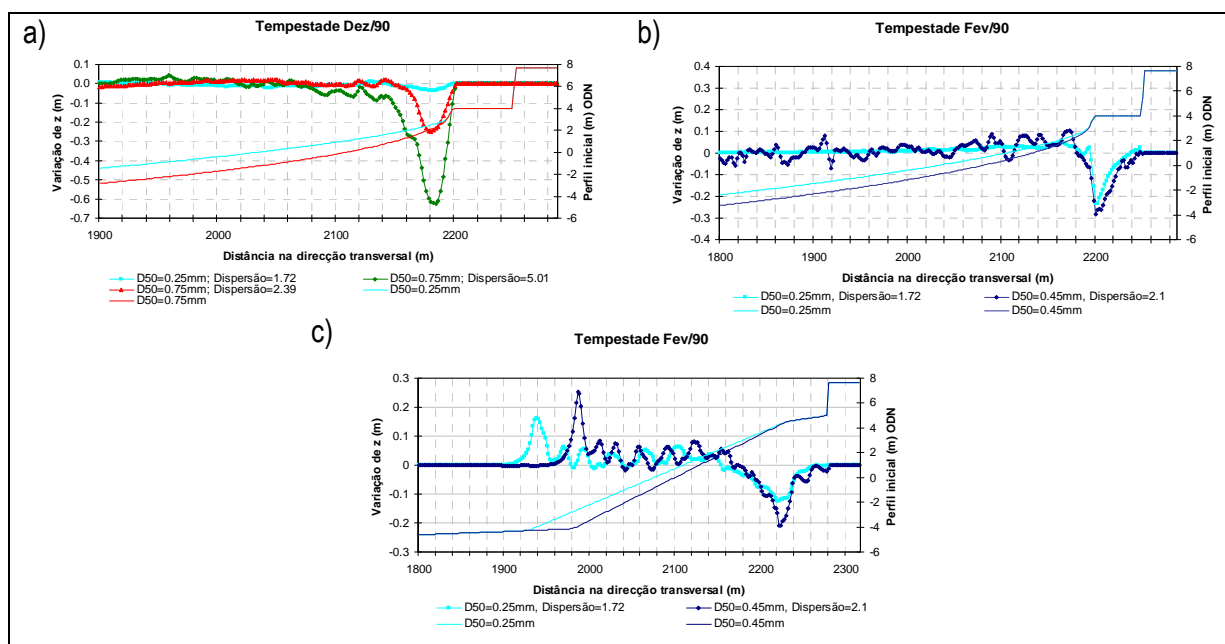 a)
Tempestade Dez/90
Variação de z (m)
0.1
0.0
-0.1
-0.2
-0.3
-0.4
-0.5
-0.6
-0.7
8
6
4
2
0
-2
-4
-6
Perfil inicial (m) ODN
1900
2000
2100
2200
Distância na direcção transversal (m)
D50=0.25mm; Dispersão=1.72
D50=0.75mm; Dispersão=5.01
D50=0.75mm; Dispersão=2.39
D50=0.25mm
D50=0.75mm
b)
Tempestade Fev/90
Variação de z (m)
0.4
0.3
0.2
0.1
0
-0.1
-0.2
-0.3
-0.4
8
6
4
2
0
-2
-4
-6
Perfil inicial (m) ODN
1800
1900
2000
2100
2200
Distância na direcção transversal (m)
D50=0.25mm, Dispersão=1.72
D50=0.45mm, Dispersão=2.1
D50=0.25mm
D50=0.45mm
c)
Tempestade Fev/90
Variação de z (m)
0.3
0.2
0.1
0
-0.1
-0.2
-0.3
8
6
4
2
0
-2
-4
-6
Perfil inicial (m) ODN
1800
1900
2000
2100
2200
2300
Distância na direcção transversal (m)
D50=0.25mm, Dispersão=1.72
D50=0.45mm, Dispersão=2.1
D50=0.25mm
D50=0.45mm